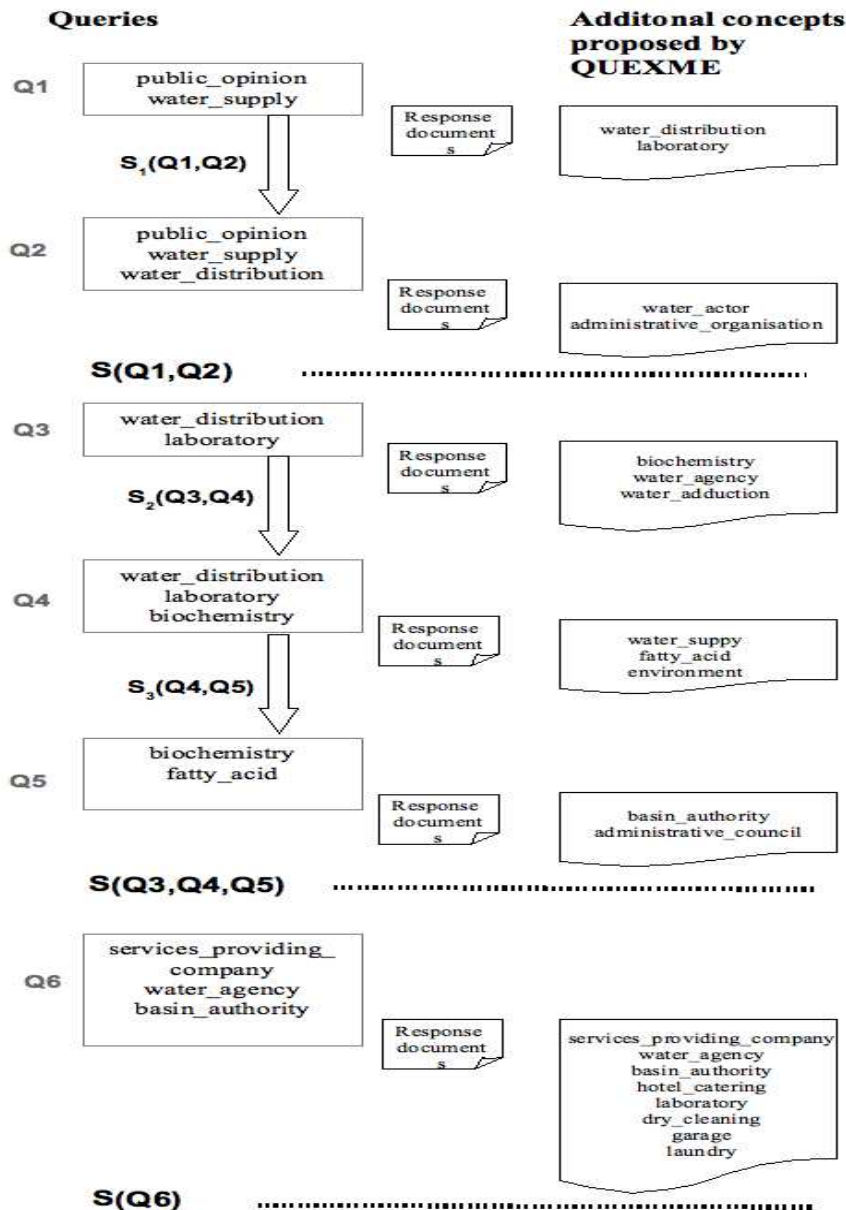 Queries
Additonal concepts
proposed by
QUEXME
Q1
public_opinion
water_supply
Response
document
s
water_distribution
laboratory
S1(Q1,Q2)
Q2
public_opinion
water_supply
water_distribution
Response
document
s
water_actor
administrative_organisation
S(Q1,Q2)
Q3
water_distribution
laboratory
Response
document
s
biochemistry
water_agency
water_adduction
S2(Q3,Q4)
Q4
water_distribution
laboratory
biochemistry
Response
document
s
water_suppy
fatty_acid
environment
S3(Q4,Q5)
Q5
biochemistry
fatty_acid
Response
document
s
basin_authority
administrative_council
S(Q3,Q4,Q5)
Q6
services_providing_
company
water_agency
basin_authority
Response
document
s
services_providing_company
water_agency
basin_authority
hotel_catering
laboratory
dry_cleaning
garage
laundry
S(Q6)